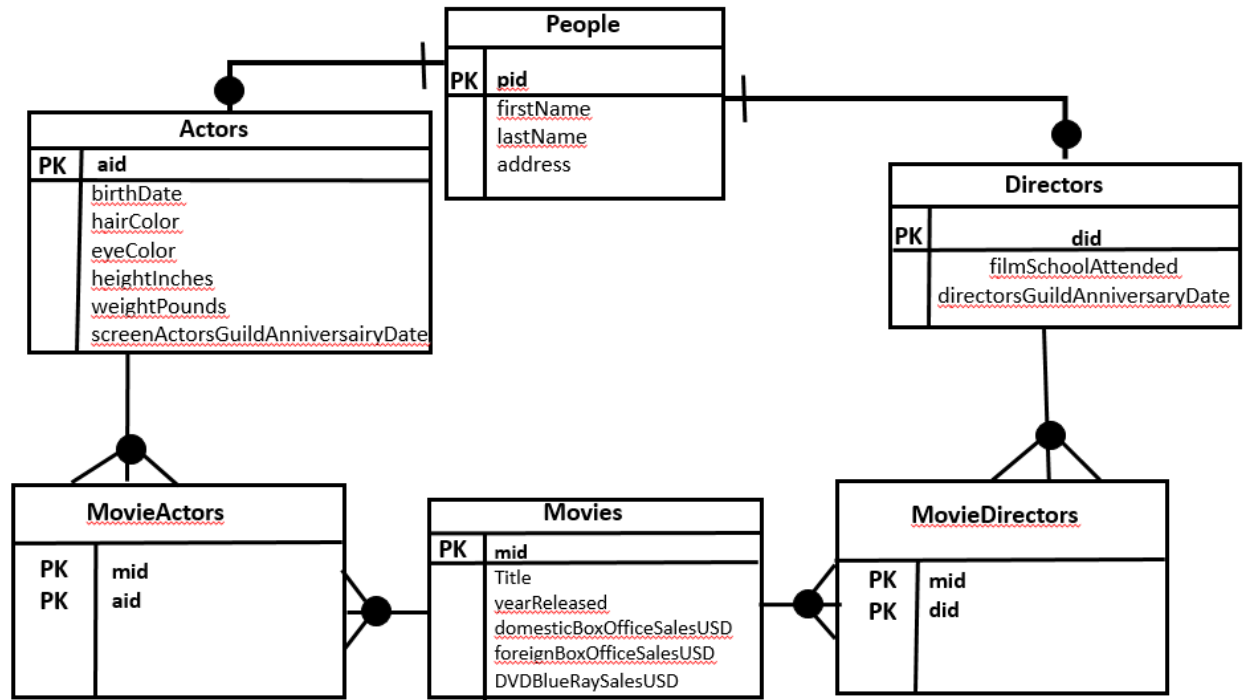 People
PK pid
firstName
lastName
address
Actors
PK aid
birthDate
hairColor
eyeColor
heightInches
weightPounds
screenActorsGuildAnniversairyDate
Directors
PK did
filmSchoolAttended
directorsGuildAnniversaryDate
MovieActors
PK mid
PK aid
Movies
PK mid
Title
yearReleased
domesticBoxOfficeSalesUSD
foreignBoxOfficeSalesUSD
DVDBlueRaySalesUSD
MovieDirectors
PK mid
PK did